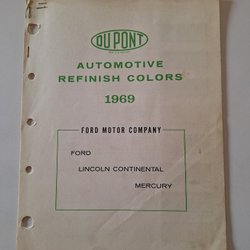 DU PONT
AUTOMOTIVE
REFINISH COLORS
1969
FORD MOTOR COMPANY
FORD
LINCOLN CONTINENTAL
MERCURY